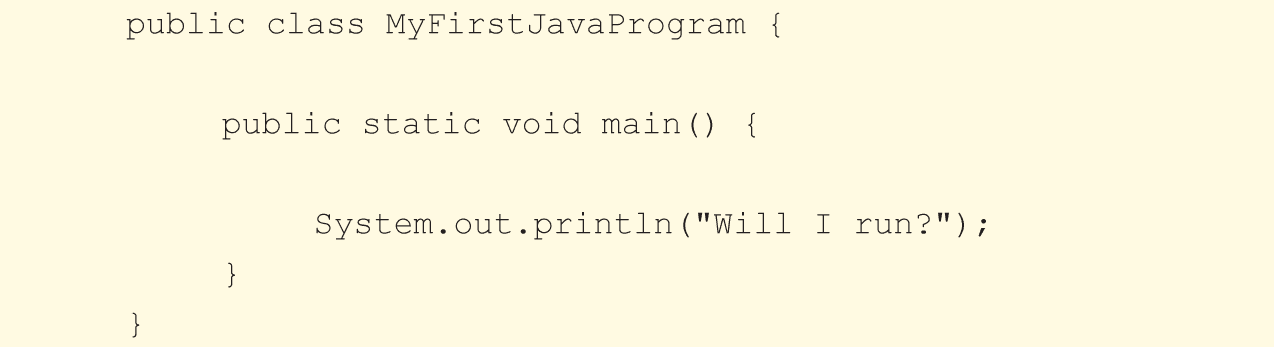 public class MyFirstJavaProgram {
public static void main() {
System.out.println("Will I run?");
}
}